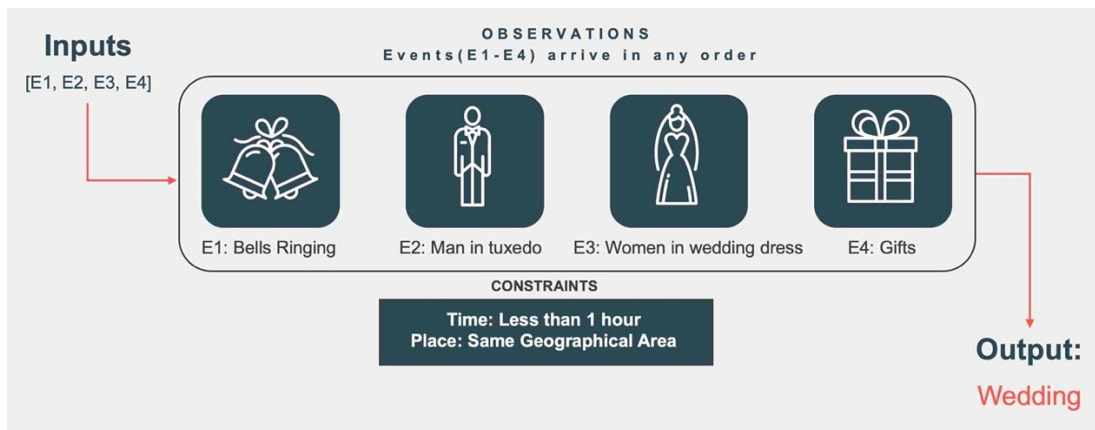 Inputs
[E1, E2, E3, E4]
OBSERVATIONS
Events(E1-E4) arrive in any order
E1: Bells Ringing
E2: Man in tuxedo
E3: Women in wedding dress
E4: Gifts
CONSTRAINTS
Time: Less than 1 hour
Place: Same Geographical Area
Output:
Wedding